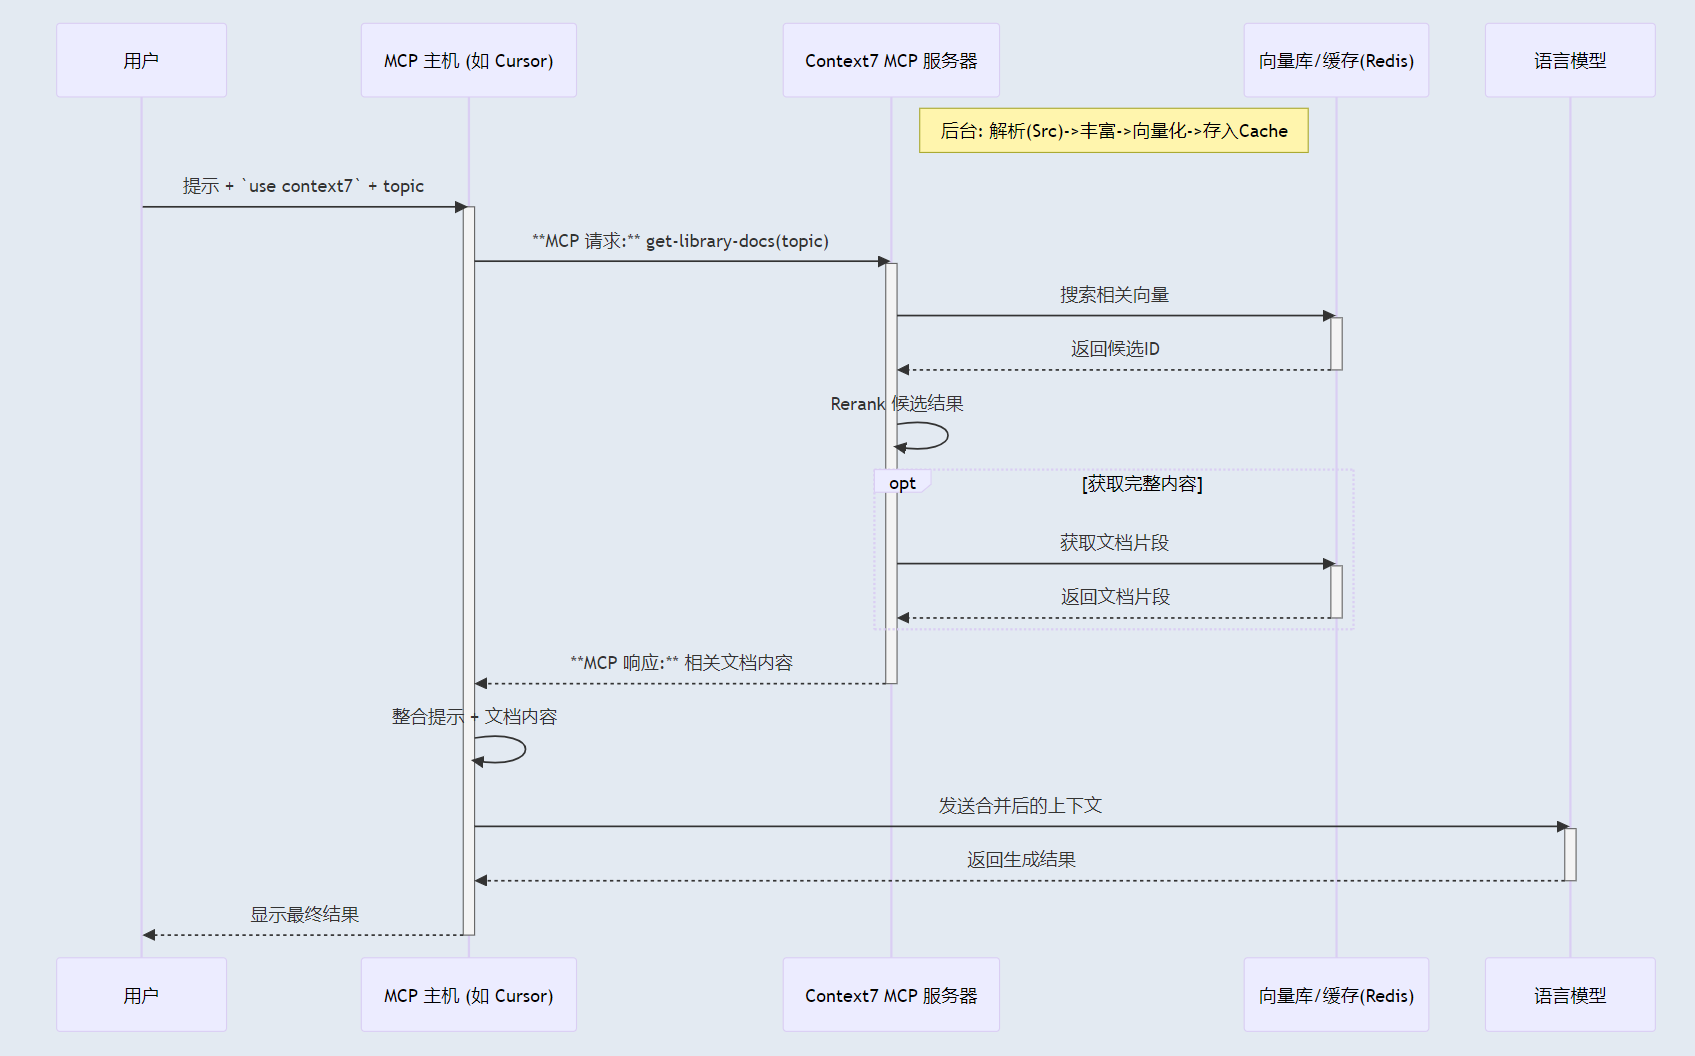 用户
MCP 主机 (如 Cursor)
Context7 MCP 服务器
向量库/缓存(Redis)
语言模型
后台: 解析(Src)->丰富->向量化->存入Cache
提示 + `use context7` + topic
**MCP 请求:** get-library-docs(topic)
搜索相关向量
返回候选ID
Rerank 候选结果
opt
[获取完整内容]
获取文档片段
返回文档片段
**MCP 响应:** 相关文档内容
整合提示 + 文档内容
发送合并后的上下文
返回生成结果
显示最终结果
用户
MCP 主机 (如 Cursor)
Context7 MCP 服务器
向量库/缓存(Redis)
语言模型